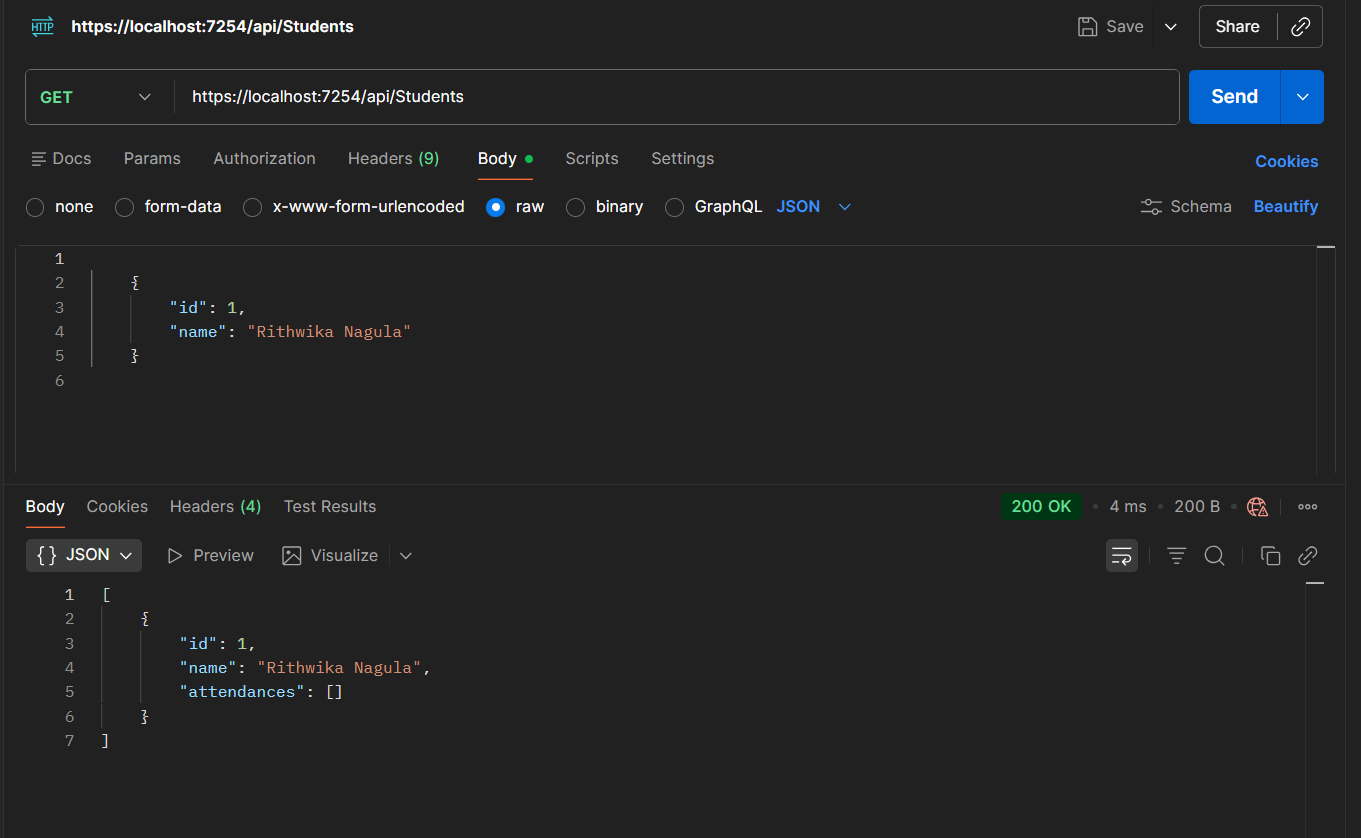 HTTP https://localhost:7254/api/Students Save Share
GET https://localhost:7254/api/Students Send
Docs Params Authorization Headers (9) Body Scripts Settings Cookies
none form-data x-www-form-urlencoded raw binary GraphQL JSON Schema Beautify
1
2 {
3 "id": 1,
4 "name": "Rithwika Nagula"
5 }
6
Body Cookies Headers (4) Test Results 200 OK • 4 ms • 200 B •
{} JSON Preview Visualize
1 [
2 {
3 "id": 1,
4 "name": "Rithwika Nagula",
5 "attendances": []
6 }
7 ]